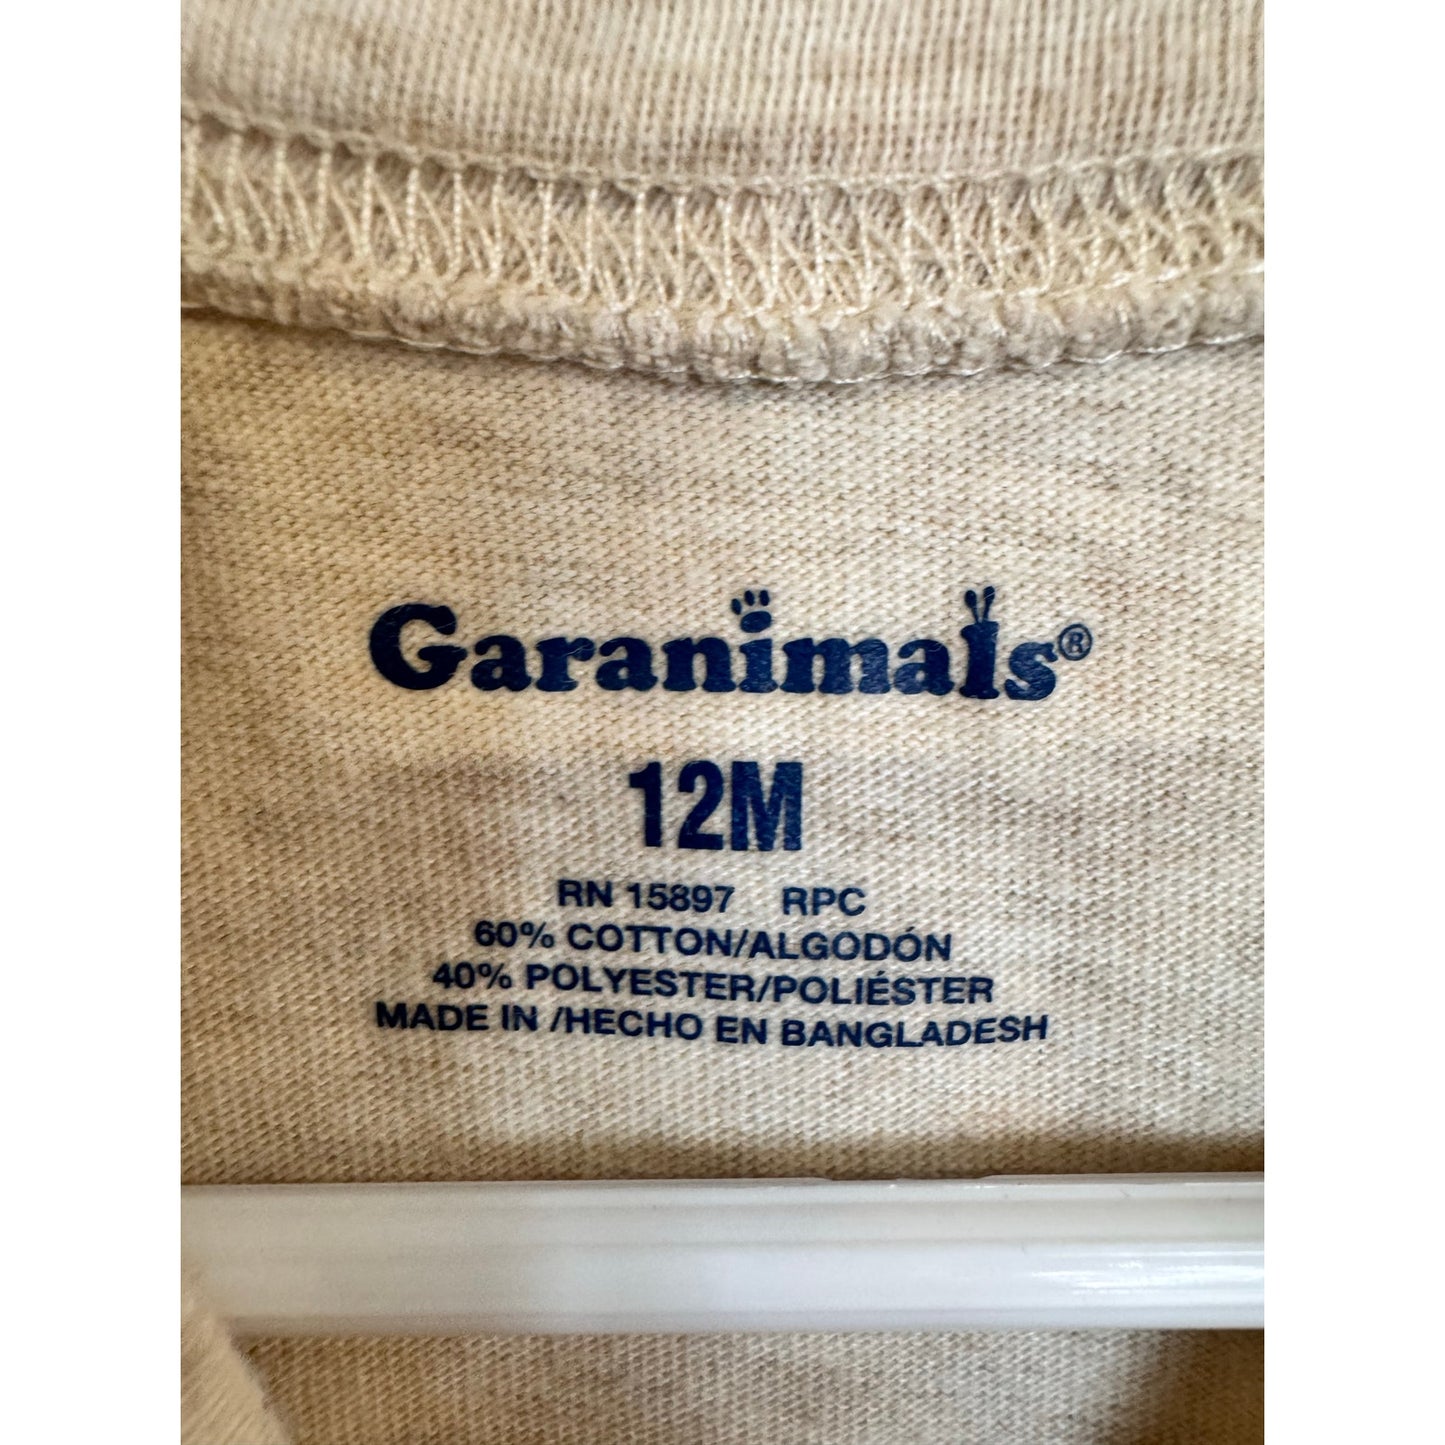 Garanimals®
12M
RN 15897 RPC
60% COTTON/ALGODÓN
40% POLYESTER/POLIÉSTER
MADE IN /HECHO EN BANGLADESH